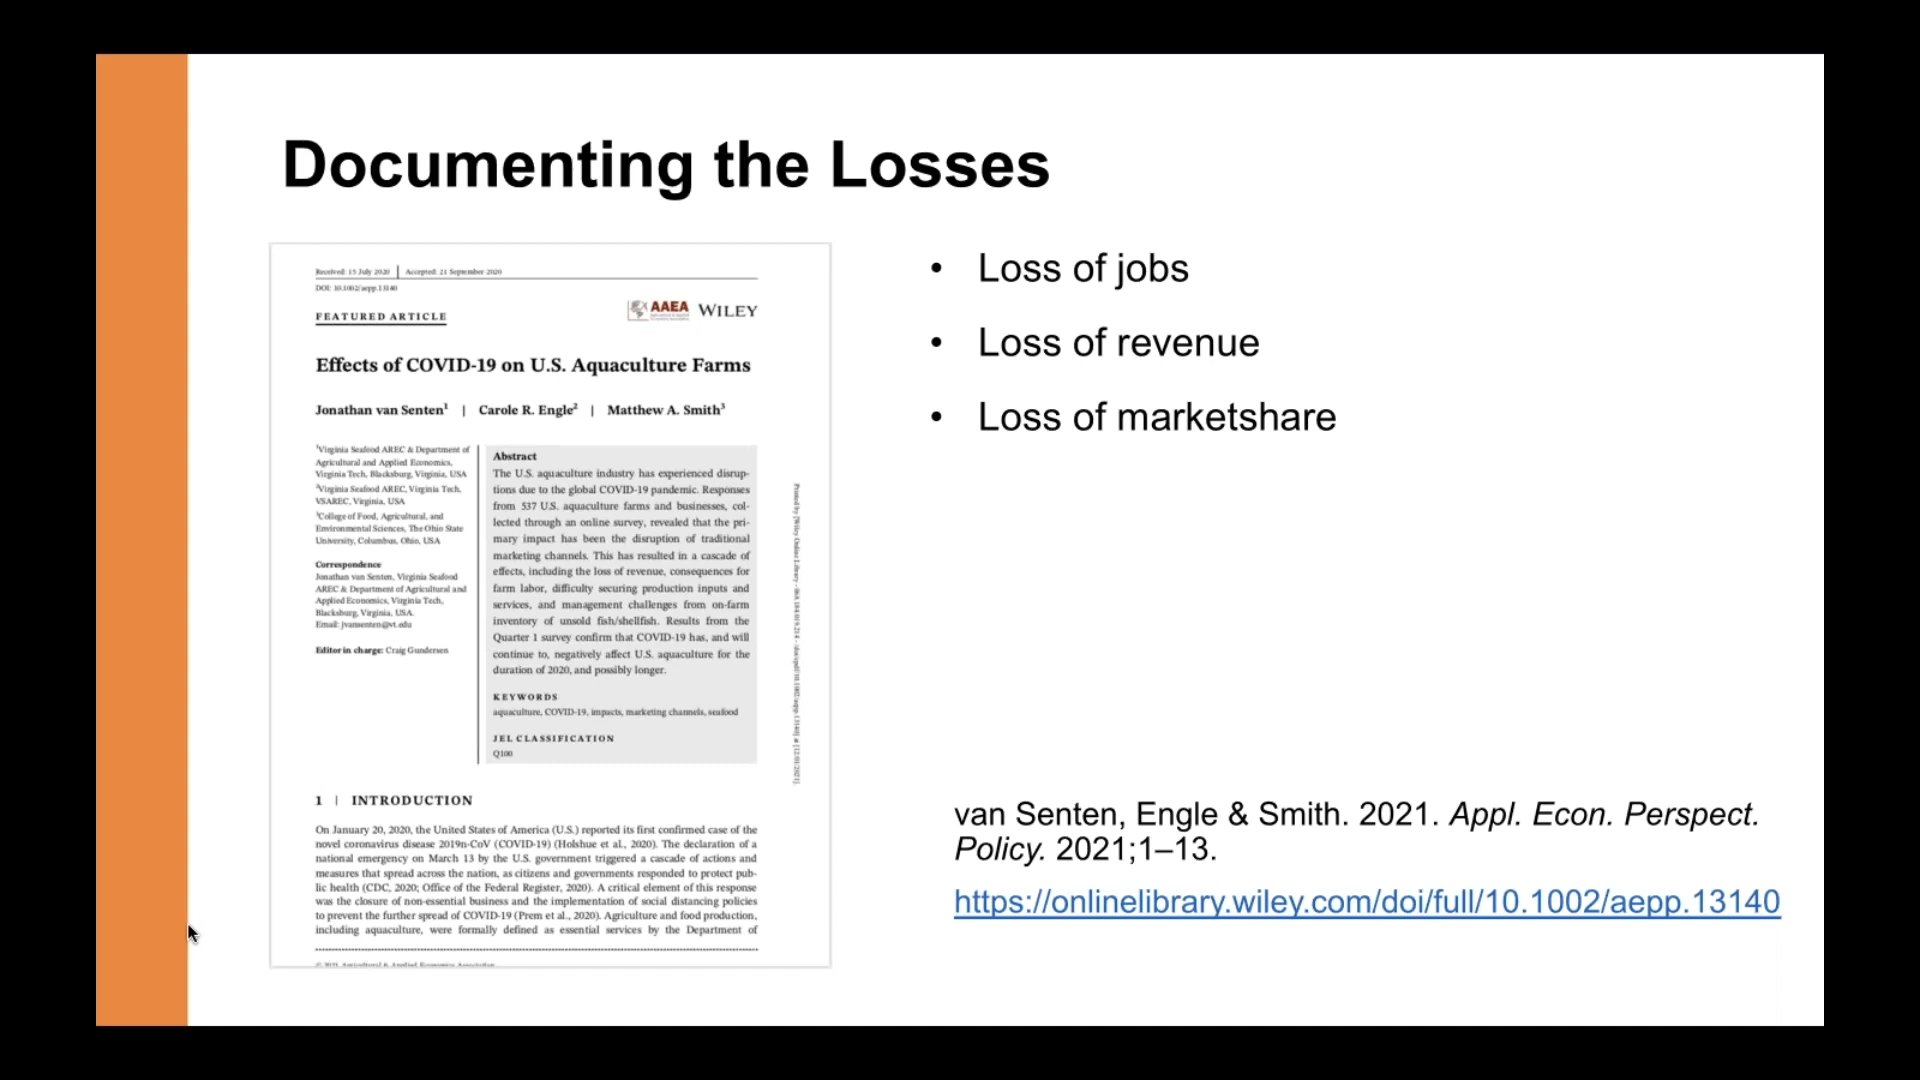 Documenting the Losses
Received: 15 July 2020 | Accepted: 21 September 2020
DOI: 10.1002/aepp.13140
FEATURED ARTICLE
AAEA WILEY
Effects of COVID-19 on U.S. Aquaculture Farms
Jonathan van Senten1 | Carole R. Engle2 | Matthew A. Smith3
1Virginia Seafood AREC & Department of
Agricultural and Applied Economics,
Virginia Tech, Blacksburg, Virginia, USA
2Virginia Seafood AREC, Virginia Tech,
VSAREC, Virginia, USA
3College of Food, Agricultural, and
Environmental Sciences, The Ohio State
University, Columbus, Ohio, USA
Correspondence
Jonathan van Senten, Virginia Seafood
AREC & Department of Agricultural and
Applied Economics, Virginia Tech,
Blacksburg, Virginia, USA.
Email: jvansenten@vt.edu
Editor in charge: Craig Gundersen
Abstract
The U.S. aquaculture industry has experienced disrup-
tions due to the global COVID-19 pandemic. Responses
from 537 U.S. aquaculture farms and businesses, col-
lected through an online survey, revealed that the pri-
mary impact has been the disruption of traditional
marketing channels. This has resulted in a cascade of
effects, including the loss of revenue, consequences for
farm labor, difficulty securing production inputs and
services, and management challenges from on-farm
inventory of unsold fish/shellfish. Results from the
Quarter 1 survey confirm that COVID-19 has, and will
continue to, negatively affect U.S. aquaculture for the
duration of 2020, and possibly longer.
KEYWORDS
aquaculture, COVID-19, impacts, marketing channels, seafood
JEL CLASSIFICATION
Q100
1 | INTRODUCTION
On January 20, 2020, the United States of America (U.S.) reported its first confirmed case of the
novel coronavirus disease 2019n-CoV (COVID-19) (Holshue et al., 2020). The declaration of a
national emergency on March 13 by the U.S. government triggered a cascade of actions and
measures that spread across the nation, as citizens and governments responded to protect pub-
lic health (CDC, 2020; Office of the Federal Register, 2020). A critical element of this response
was the closure of non-essential business and the implementation of social distancing policies
to prevent the further spread of COVID-19 (Prem et al., 2020). Agriculture and food production,
including aquaculture, were formally defined as essential services by the Department of
• Loss of jobs
• Loss of revenue
• Loss of marketshare
van Senten, Engle & Smith. 2021. Appl. Econ. Perspect.
Policy. 2021;1–13.
https://onlinelibrary.wiley.com/doi/full/10.1002/aepp.13140